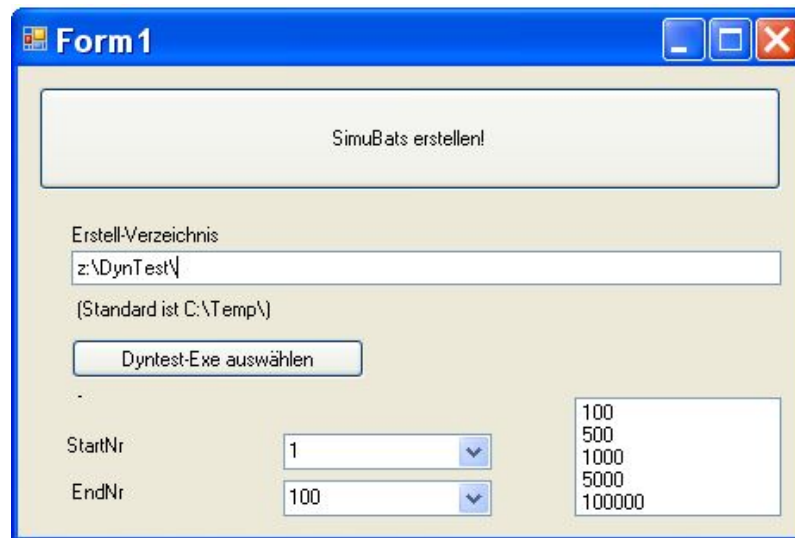 Form1
SimuBats erstellen!
Erstell-Verzeichnis
z:\DynTest\
(Standard ist C:\Temp\)
Dyntest-Exe auswählen
-
StartNr
1
EndNr
100
100
500
1000
5000
100000